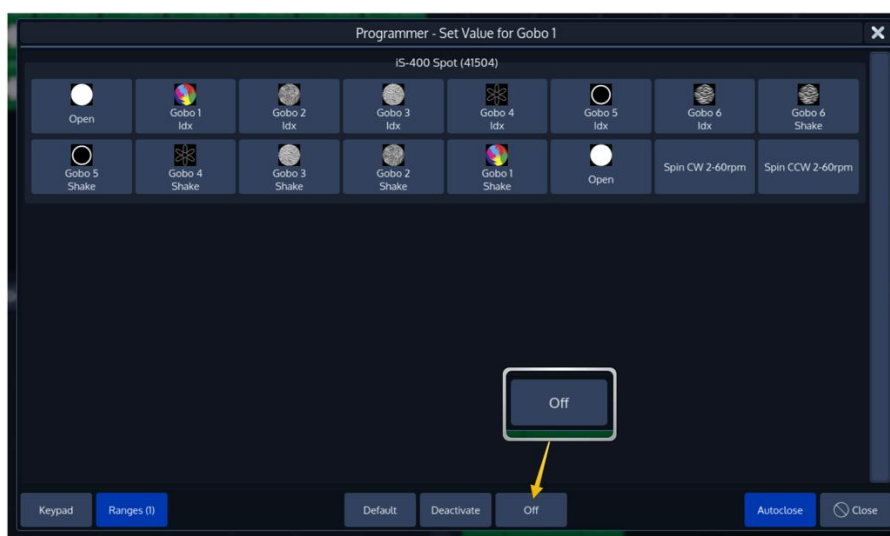 Programmer - Set Value for Gobo 1
iS-400 Spot (41504)
Open
Gobo 1
Idx
Gobo 2
Idx
Gobo 3
Idx
Gobo 4
Idx
Gobo 5
Idx
Gobo 6
Idx
Gobo 6
Shake
Gobo 5
Shake
Gobo 4
Shake
Gobo 3
Shake
Gobo 2
Shake
Gobo 1
Shake
Open
Spin CW 2-60rpm
Spin CCW 2-60rpm
Off
Keypad
Ranges (1)
Default
Deactivate
Off
Autoclose
Close